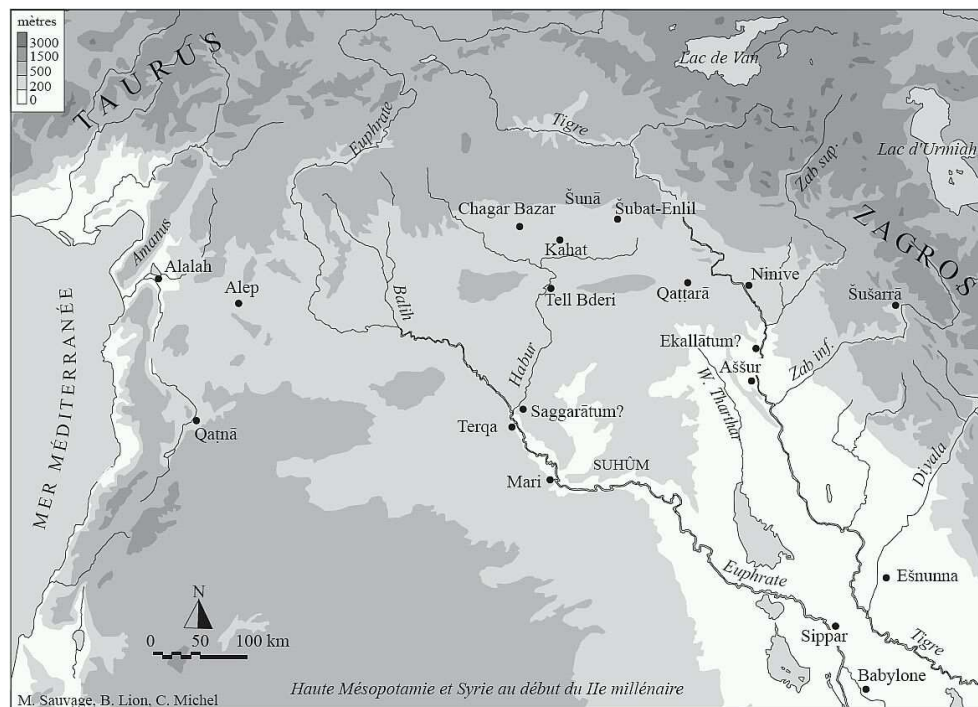 mètres
3000
1500
500
200
0
TAURUS
Lac de Van
Euphrate
Tigre
Lac d'Urmiah
Zab sup.
Šunā
Chagar Bazar
Šubat-Enlil
ZAGROS
Kahat
Amanus
Alalah
Balih
Tell Bderi
Qaṭṭarā
Ninive
Alep
Šušarrā
MER MÉDITERRANÉE
Habur
Ekallātum?
Zab inf.
Aššur
W. Tharthar
Saggarātum?
Qaṭnā
Terqa
Diyala
SUHÛM
Mari
Euphrate
Ešnunna
N
0 50 100 km
Sippar
Tigre
Babylone
Haute Mésopotamie et Syrie au début du IIe millénaire
M. Sauvage, B. Lion, C. Michel